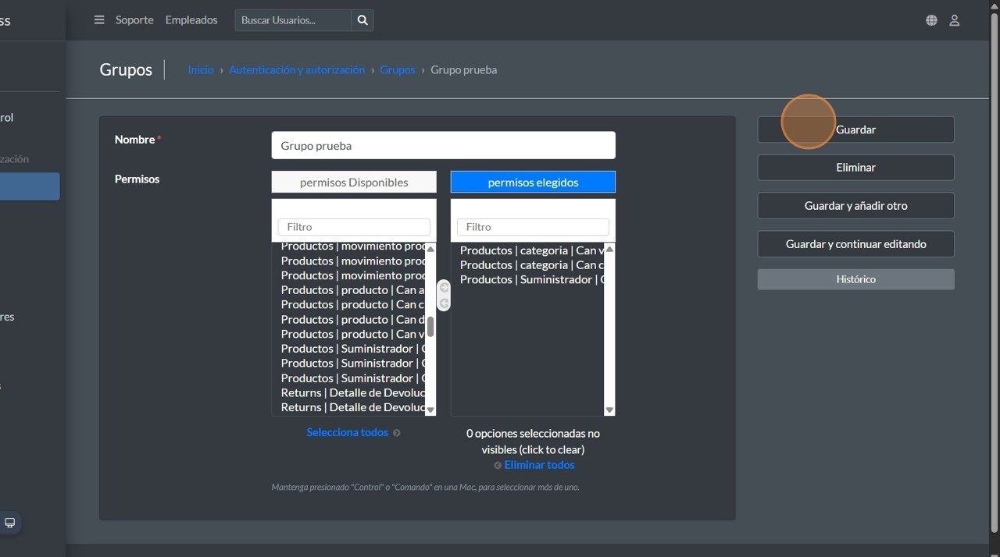 ss
Soporte
Empleados
Buscar Usuarios...
Grupos
Inicio › Autenticación y autorización › Grupos › Grupo prueba
rol
zación
res
s
Nombre *
Grupo prueba
Permisos
permisos Disponibles
Filtro
Productos | movimiento prod
Productos | movimiento prod
Productos | movimiento prod
Productos | producto | Can a
Productos | producto | Can c
Productos | producto | Can d
Productos | producto | Can v
Productos | Suministrador | C
Productos | Suministrador | C
Productos | Suministrador | C
Returns | Detalle de Devoluc
Returns | Detalle de Devoluc
Selecciona todos
permisos elegidos
Filtro
Productos | categoria | Can v
Productos | categoria | Can c
Productos | Suministrador | C
0 opciones seleccionadas no
visibles (click to clear)
Eliminar todos
Mantenga presionado "Control" o "Comando" en una Mac, para seleccionar más de uno.
Guardar
Eliminar
Guardar y añadir otro
Guardar y continuar editando
Histórico